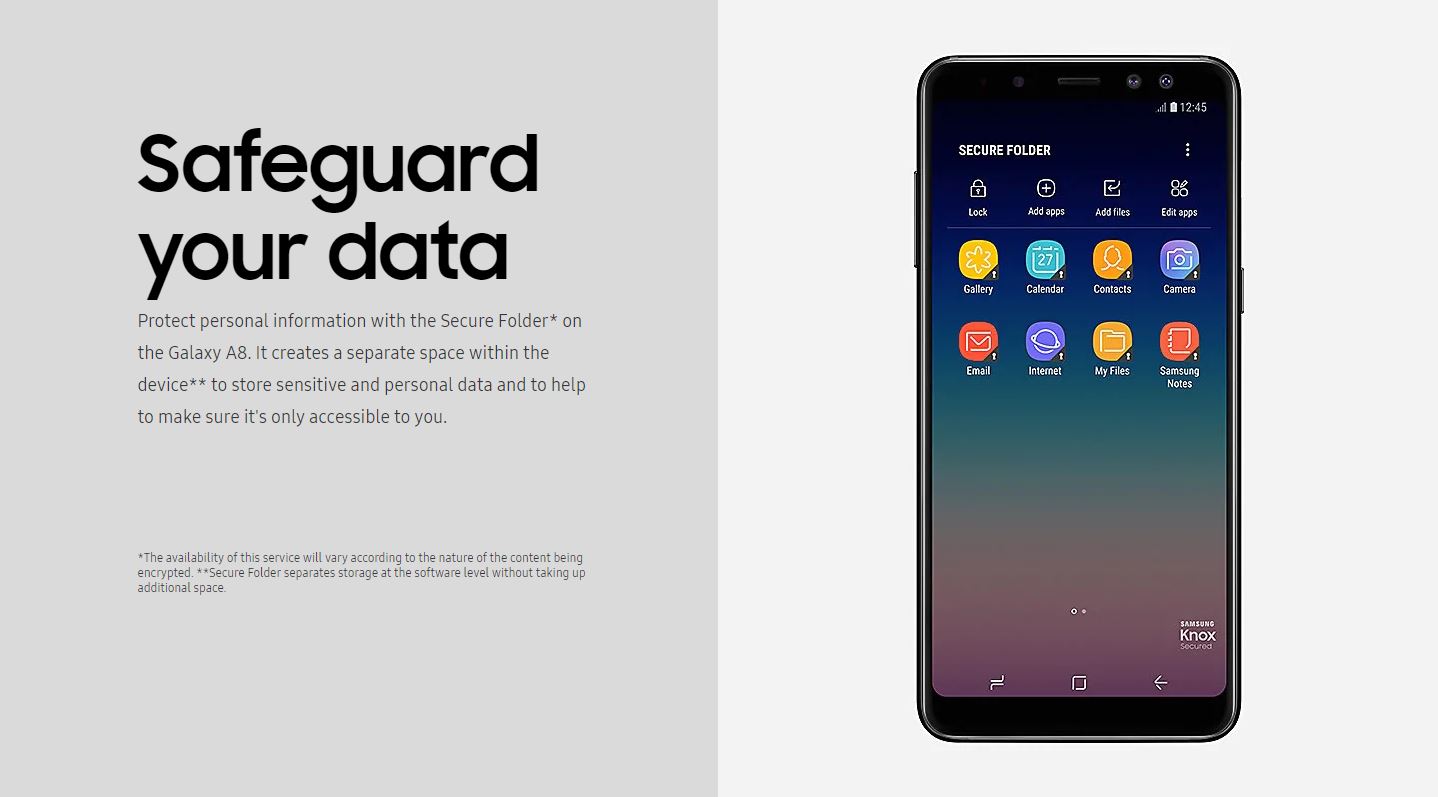 Safeguard
your data
Protect personal information with the Secure Folder* on
the Galaxy A8. It creates a separate space within the
device** to store sensitive and personal data and to help
to make sure it's only accessible to you.
*The availability of this service will vary according to the nature of the content being
encrypted. **Secure Folder separates storage at the software level without taking up
additional space.
12:45
SECURE FOLDER
Lock Add apps Add files Edit apps
27
Gallery Calendar Contacts Camera
Email Internet My Files Samsung
Notes
SAMSUNG
Knox
Secured